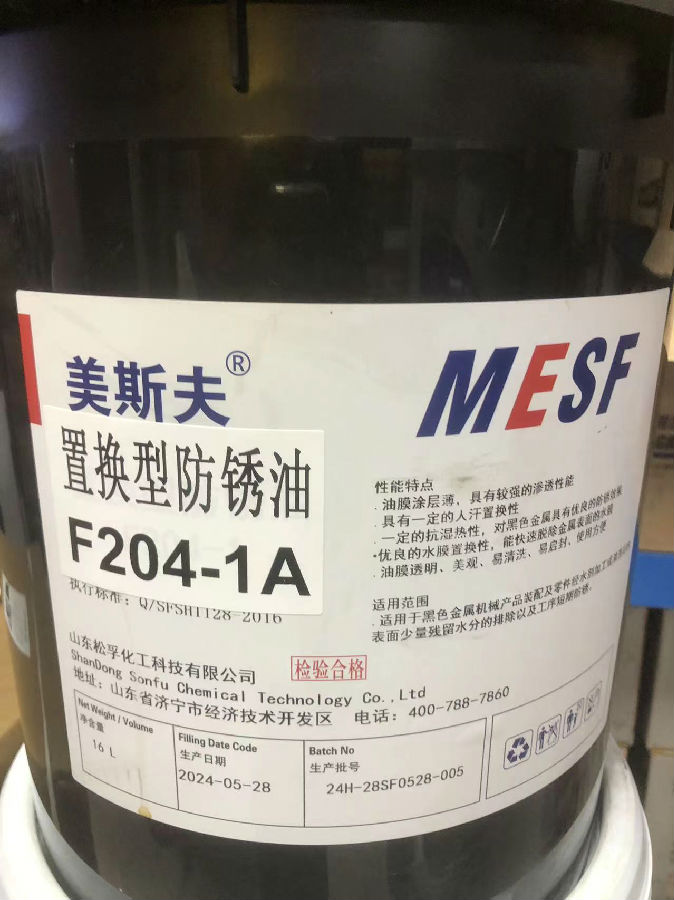 美斯夫®
MESF
置换型防锈油
F204-1A
执行标准：Q/SFSH1128-2016
性能特点
. 油膜涂层薄，具有较强的渗透性能
. 具有一定的人汗置换性
. 一定的抗湿热性，对黑色金属具有优良的防锈效果
·优良的水膜置换性，能快速脱除金属表面的水膜
. 油膜透明、美观、易清洗、易启封、使用方便
适用范围
. 适用于黑色金属机械产品装配及零件经水剂加工或清洗后
表面少量残留水分的排除以及工序短期防锈。
山东松孚化工科技有限公司
检验合格
ShanDong Sonfu Chemical Technology Co.,Ltd
地址：山东省济宁市经济技术开发区 电话：400-788-7860
Net Weight / Volume
净含量
16 L
Filling Date Code
生产日期
2024-05-28
Batch No
生产批号
24H-28SF0528-005